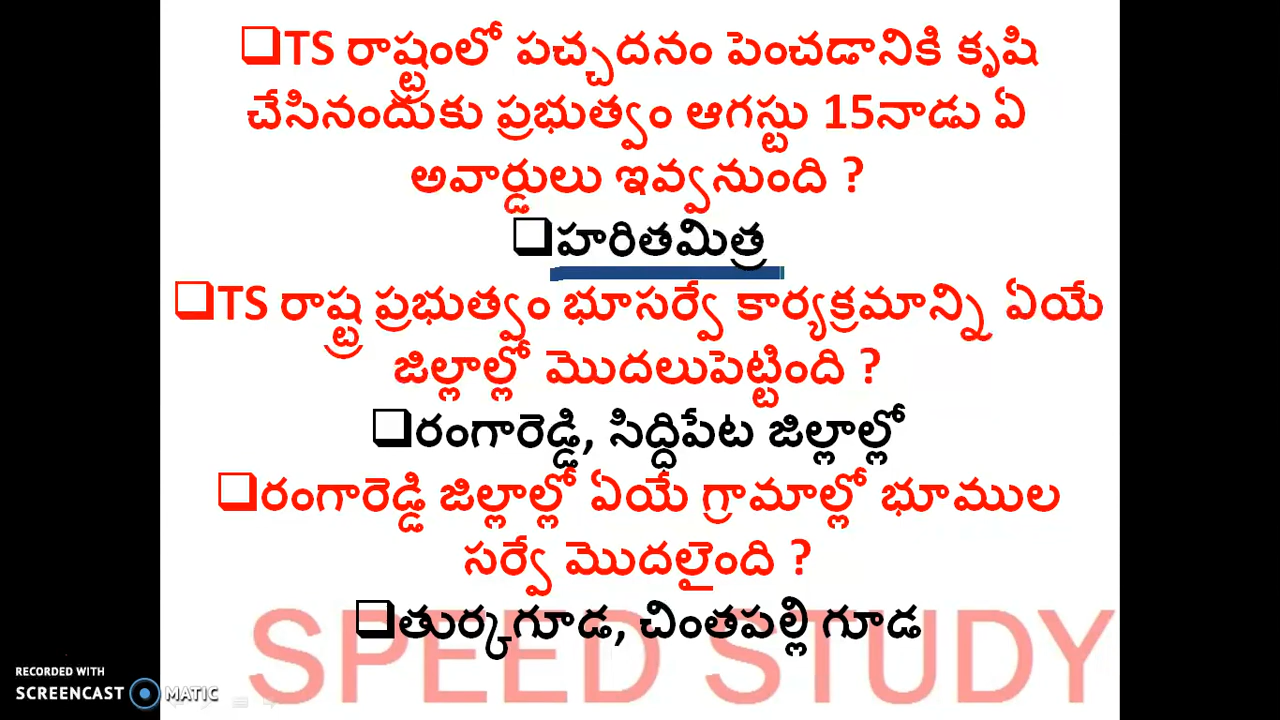 ❑TS రాష్ట్రంలో పచ్చదనం పెంచడానికి కృషి
చేసినందుకు ప్రభుత్వం ఆగస్టు 15నాడు ఏ
అవార్డులు ఇవ్వనుంది ?
❑హరితమిత్ర
❑TS రాష్ట్ర ప్రభుత్వం భూసర్వే కార్యక్రమాన్ని ఏయే
జిల్లాల్లో మొదలుపెట్టింది ?
❑రంగారెడ్డి, సిద్ధిపేట జిల్లాల్లో
❑రంగారెడ్డి జిల్లాల్లో ఏయే గ్రామాల్లో భూముల
సర్వే మొదలైంది ?
❑తుర్కగూడ, చింతపల్లిగూడ
SPEED STUDY
RECORDED WITH
SCREENCAST MATIC